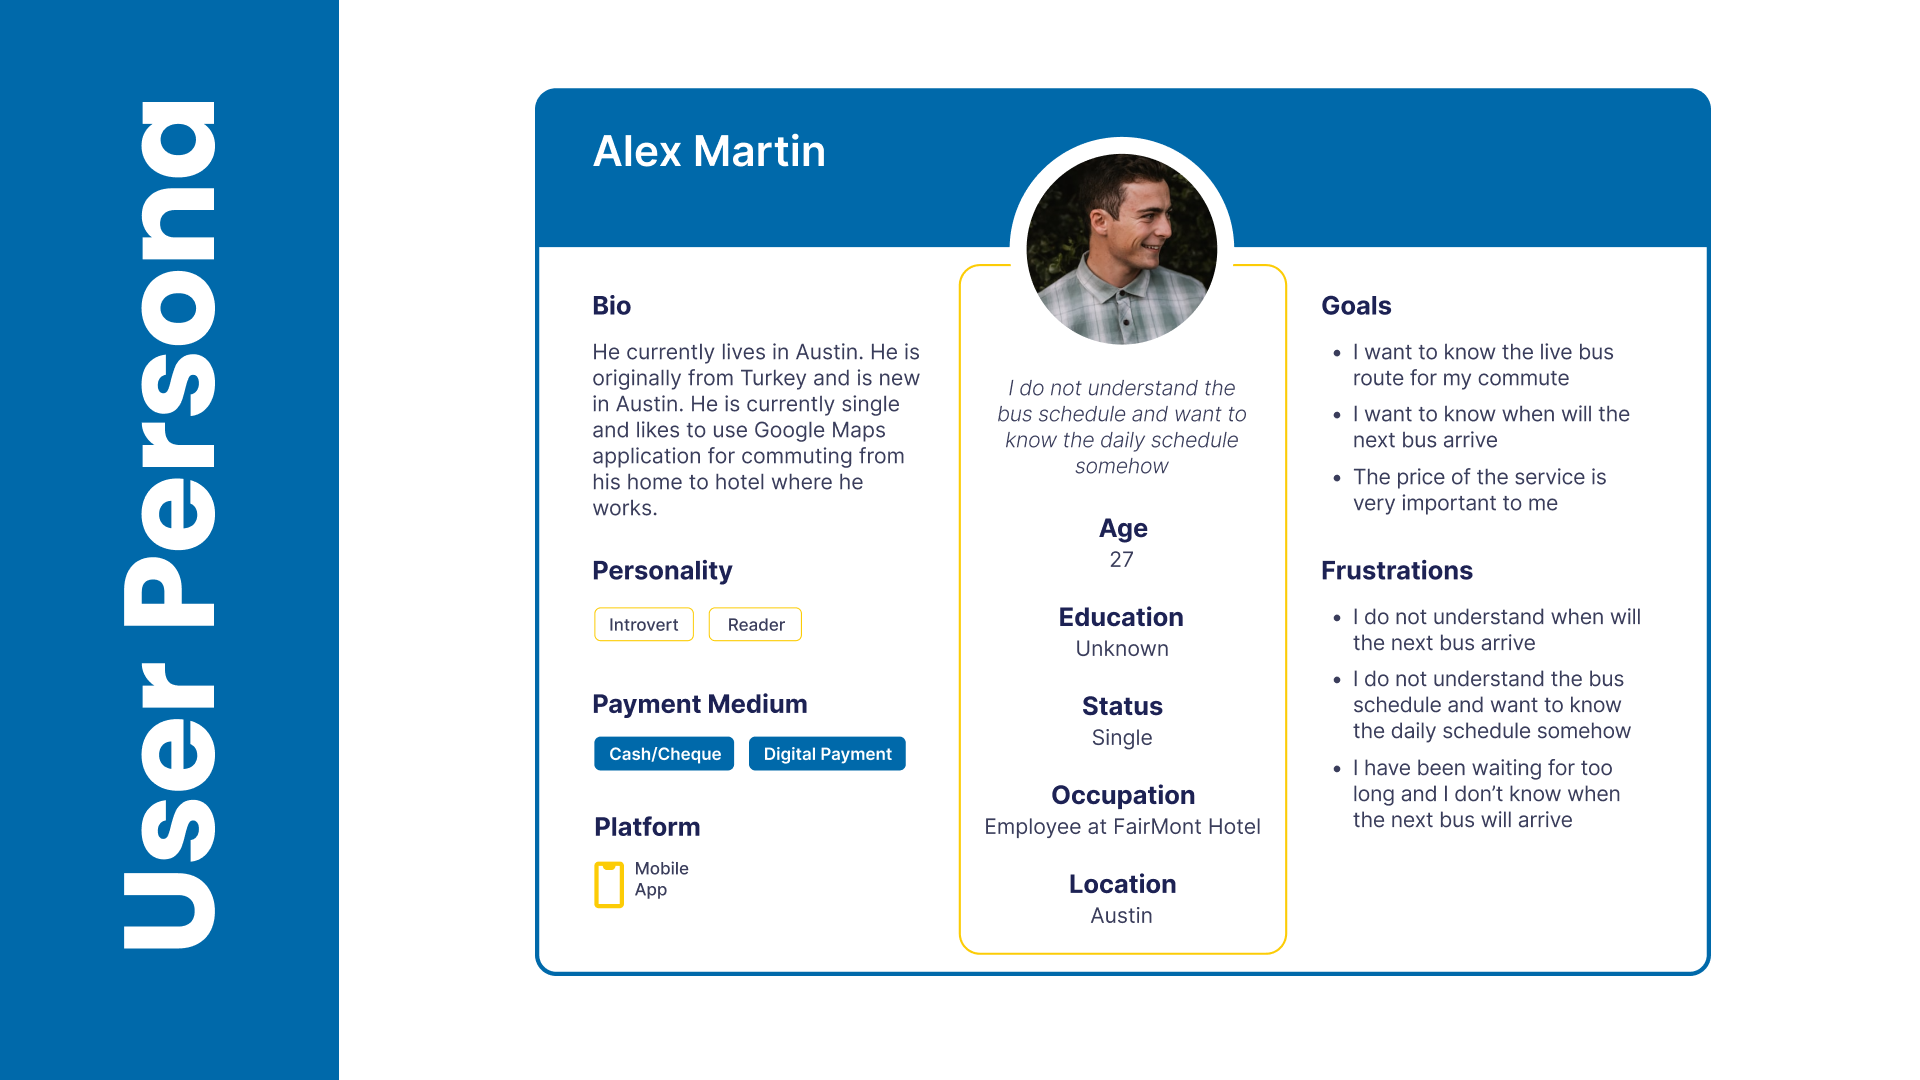 User Persona
Alex Martin
Bio
He currently lives in Austin. He is
originally from Turkey and is new
in Austin. He is currently single
and likes to use Google Maps
application for commuting from
his home to hotel where he
works.
Personality
Introvert
Reader
Payment Medium
Cash/Cheque
Digital Payment
Platform
Mobile
App
I do not understand the
bus schedule and want to
know the daily schedule
somehow
Age
27
Education
Unknown
Status
Single
Occupation
Employee at FairMont Hotel
Location
Austin
Goals
• I want to know the live bus
route for my commute
• I want to know when will the
next bus arrive
• The price of the service is
very important to me
Frustrations
• I do not understand when will
the next bus arrive
• I do not understand the bus
schedule and want to know
the daily schedule somehow
• I have been waiting for too
long and I don’t know when
the next bus will arrive